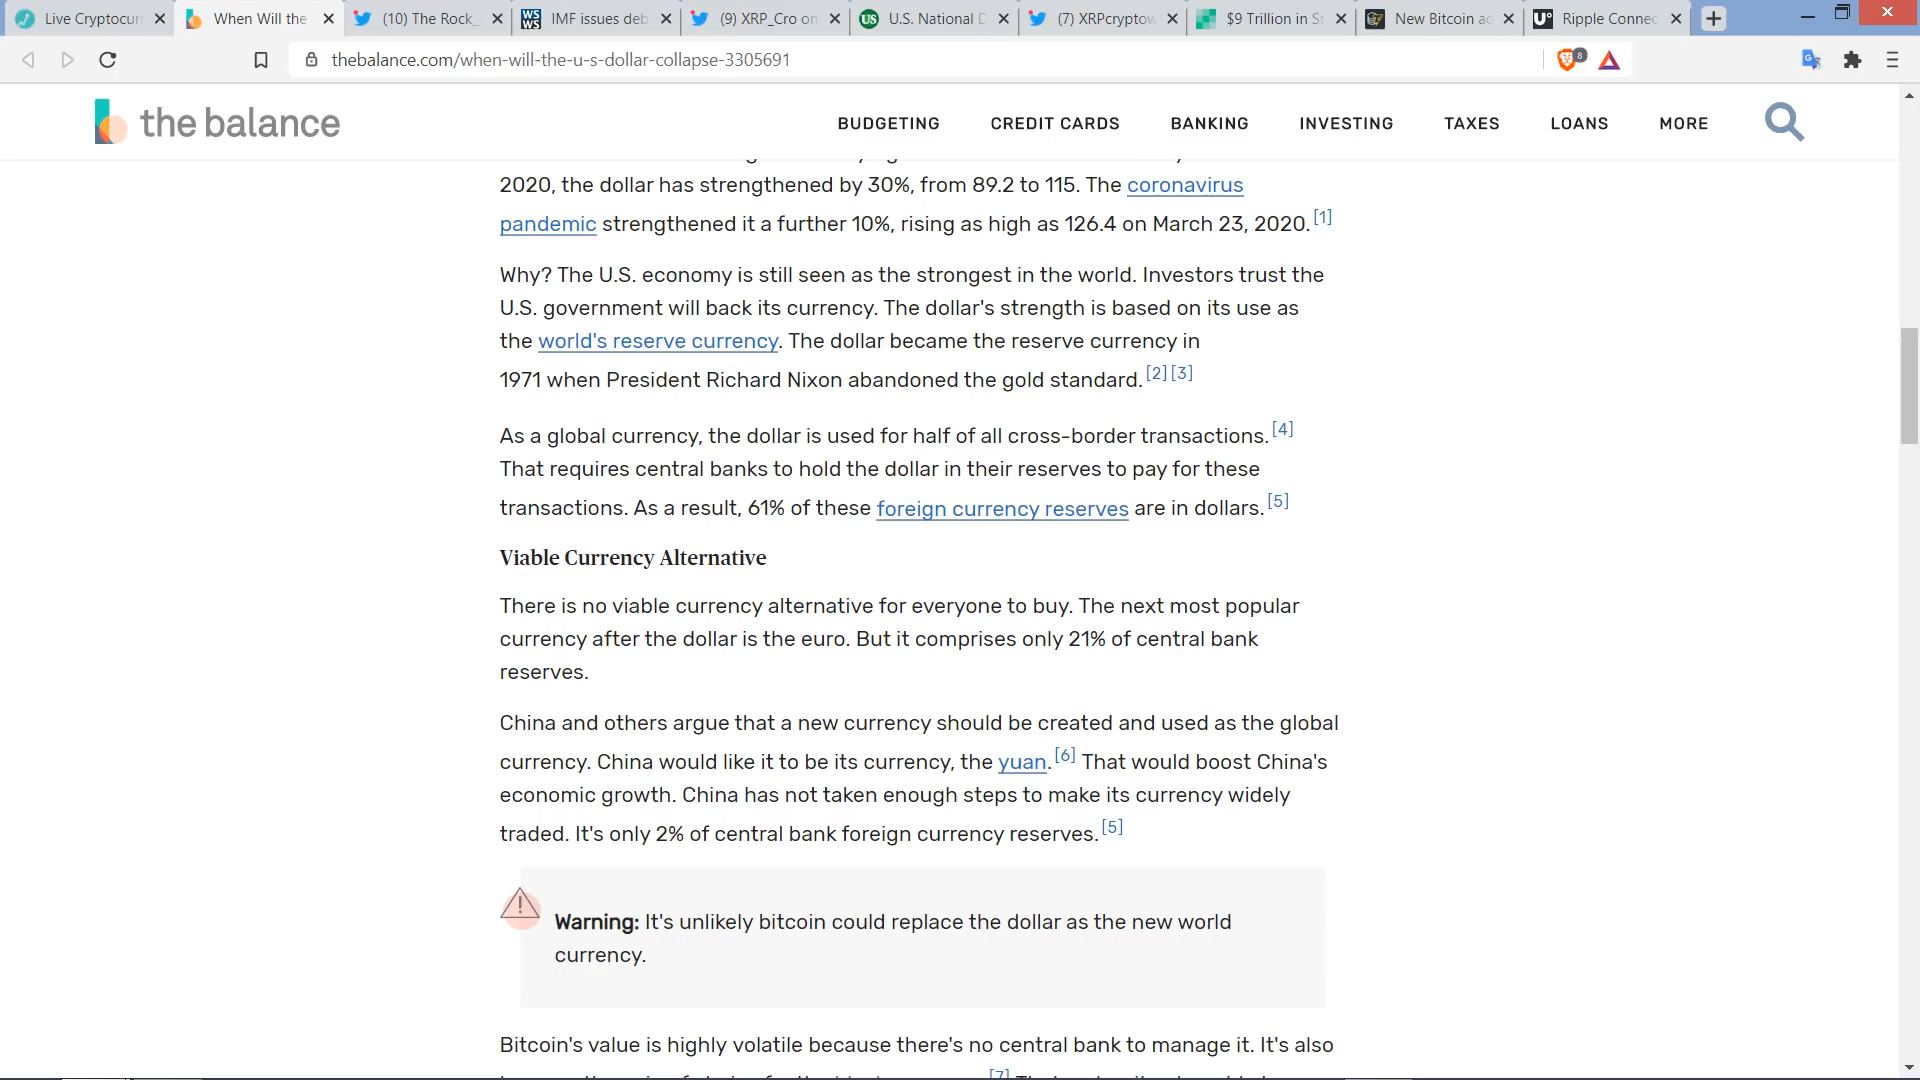 Live Cryptocur
When Will the
(10) The Rock_
IMF issues deb
(9) XRP_Cro on
U.S. National D
(7) XRPcryptow
$9 Trillion in St
New Bitcoin ac
Ripple Connec
thebalance.com/when-will-the-u-s-dollar-collapse-3305691
8
the balance
BUDGETING
CREDIT CARDS
BANKING
INVESTING
TAXES
LOANS
MORE
2020, the dollar has strengthened by 30%, from 89.2 to 115. The coronavirus
pandemic strengthened it a further 10%, rising as high as 126.4 on March 23, 2020. [1]
Why? The U.S. economy is still seen as the strongest in the world. Investors trust the
U.S. government will back its currency. The dollar's strength is based on its use as
the world's reserve currency. The dollar became the reserve currency in
1971 when President Richard Nixon abandoned the gold standard. [2] [3]
As a global currency, the dollar is used for half of all cross-border transactions. [4]
That requires central banks to hold the dollar in their reserves to pay for these
transactions. As a result, 61% of these foreign currency reserves are in dollars. [5]
Viable Currency Alternative
There is no viable currency alternative for everyone to buy. The next most popular
currency after the dollar is the euro. But it comprises only 21% of central bank
reserves.
China and others argue that a new currency should be created and used as the global
currency. China would like it to be its currency, the yuan. [6] That would boost China's
economic growth. China has not taken enough steps to make its currency widely
traded. It's only 2% of central bank foreign currency reserves. [5]
Warning: It's unlikely bitcoin could replace the dollar as the new world
currency.
Bitcoin's value is highly volatile because there's no central bank to manage it. It's also
[7]